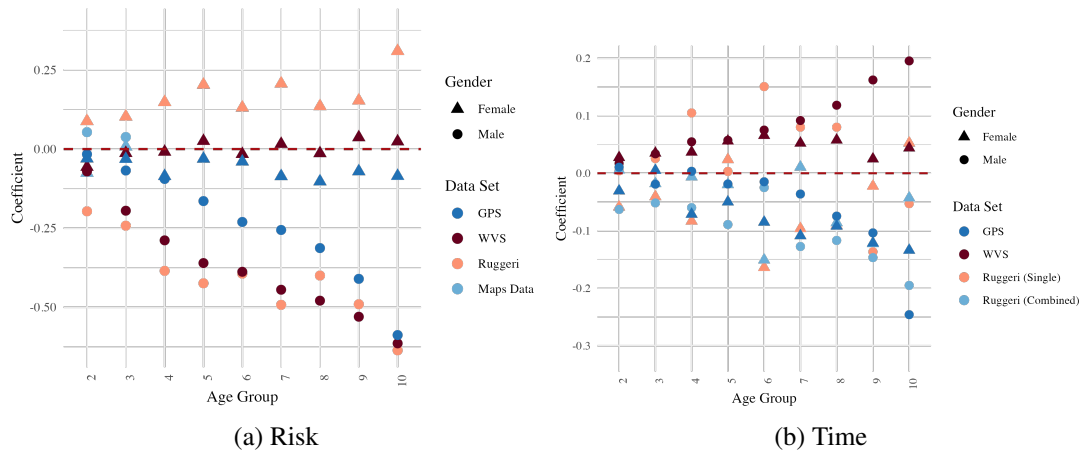 0.25
0.00
-0.25
-0.50
Coefficient
2 3 4 5 6 7 8 9 10
Age Group
Gender
Female
Male
Data Set
GPS
WVS
Ruggeri
Maps Data
(a) Risk
0.2
0.1
0.0
-0.1
-0.2
-0.3
Coefficient
2 3 4 5 6 7 8 9 10
Age Group
Gender
Female
Male
Data Set
GPS
WVS
Ruggeri (Single)
Ruggeri (Combined)
(b) Time